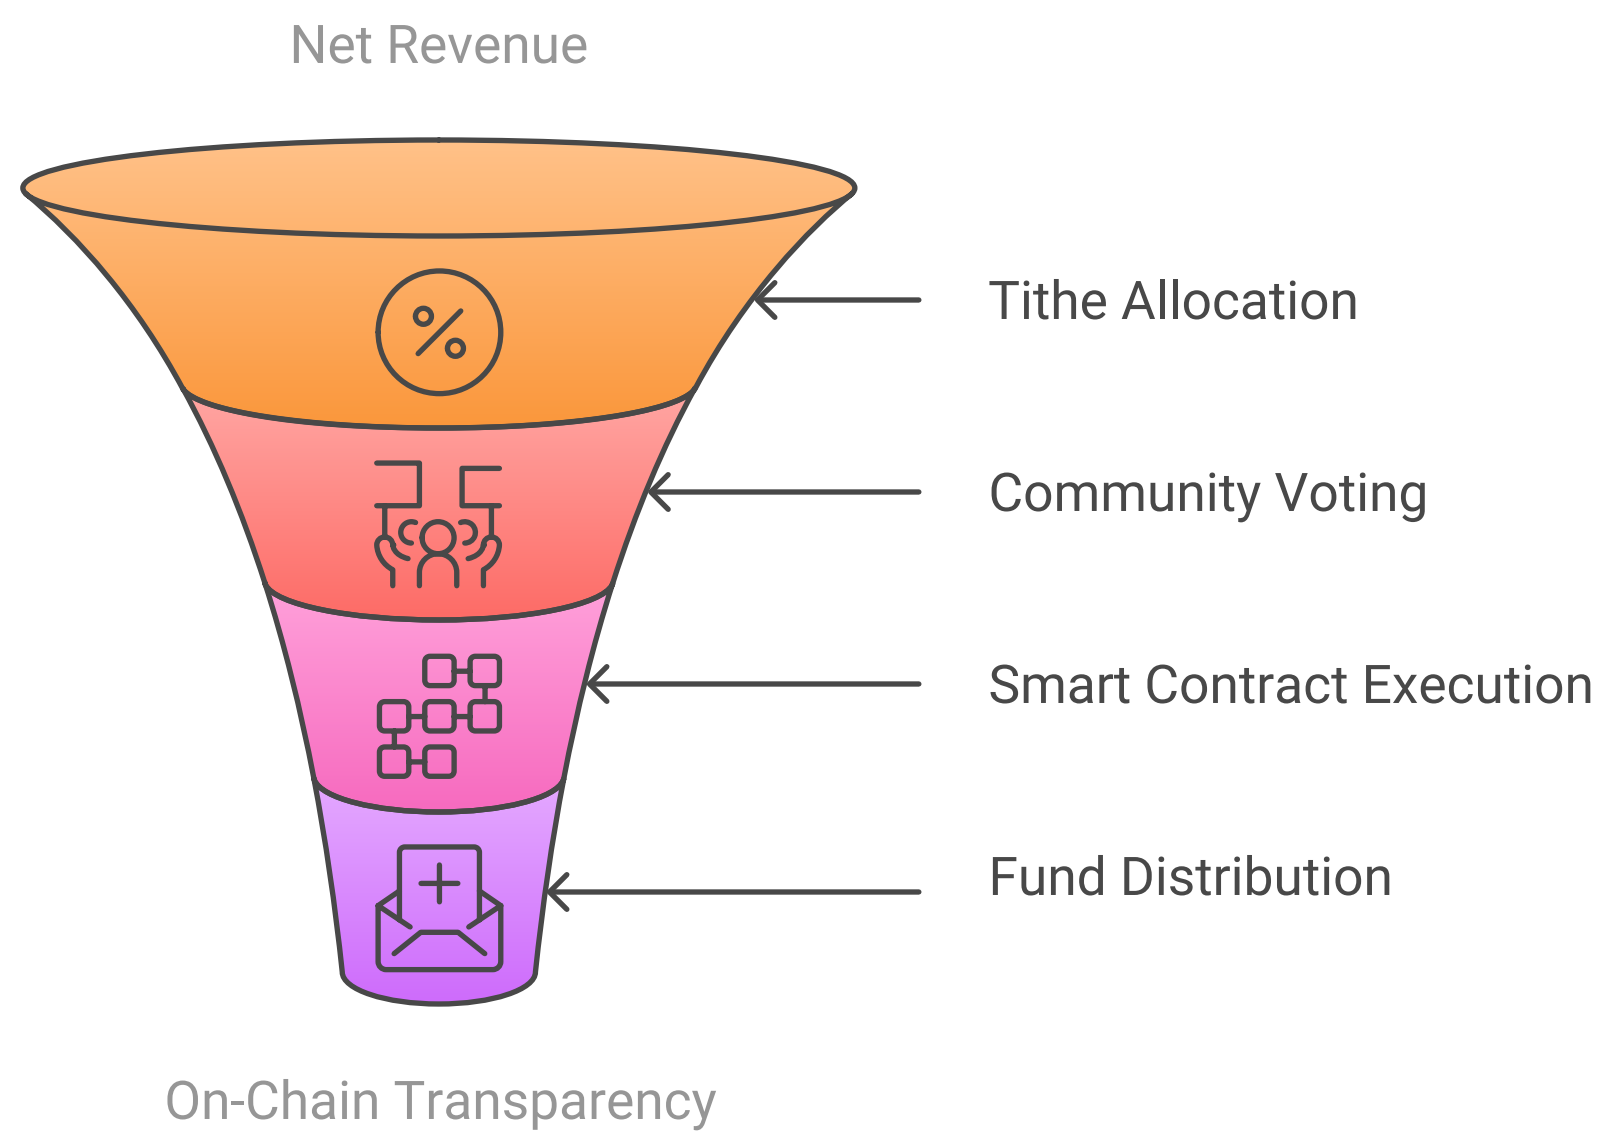 Net Revenue
Tithe Allocation
Community Voting
Smart Contract Execution
Fund Distribution
On-Chain Transparency